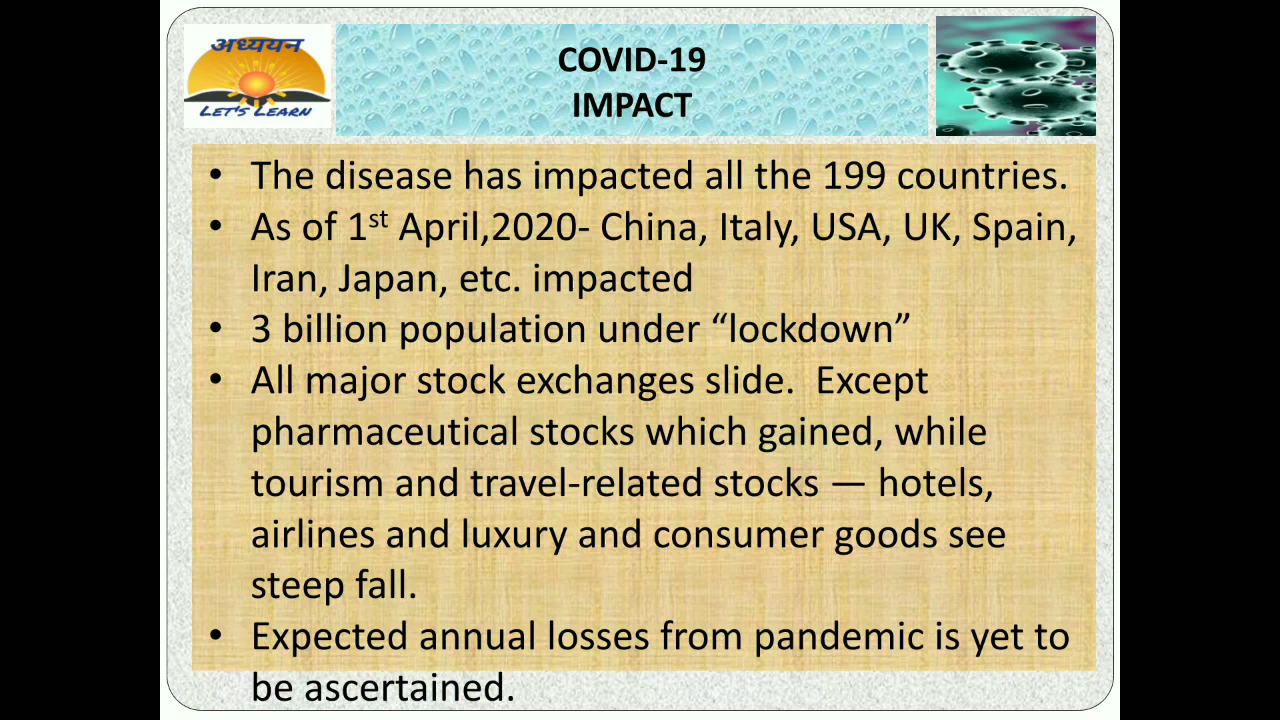 अध्ययन
LET'S LEARN
COVID-19
IMPACT
• The disease has impacted all the 199 countries.
• As of 1st April,2020- China, Italy, USA, UK, Spain,
Iran, Japan, etc. impacted
• 3 billion population under “lockdown”
• All major stock exchanges slide.  Except
pharmaceutical stocks which gained, while
tourism and travel-related stocks — hotels,
airlines and luxury and consumer goods see
steep fall.
• Expected annual losses from pandemic is yet to
be ascertained.